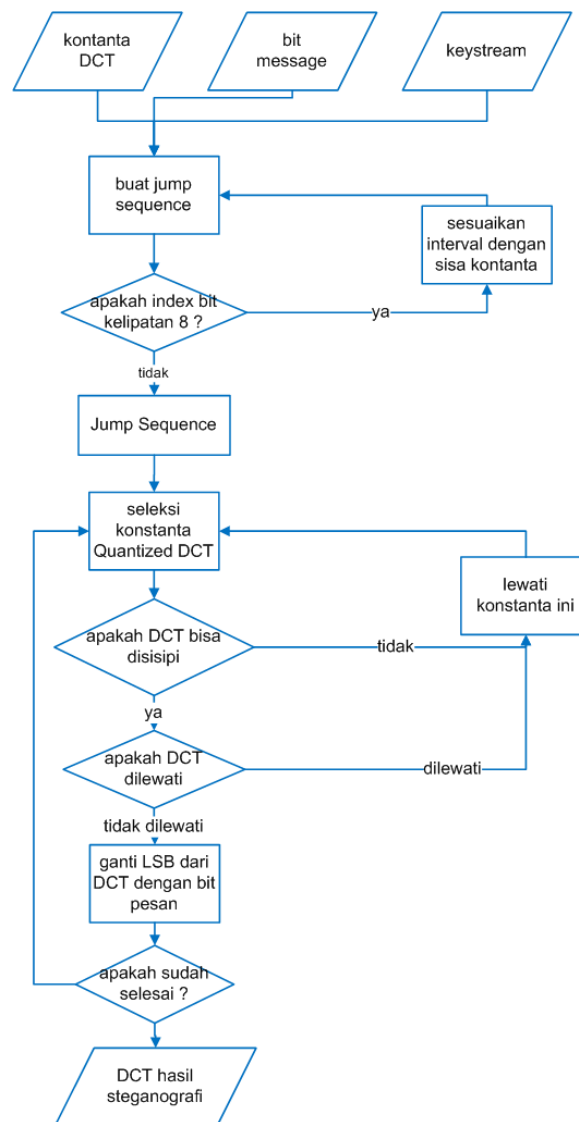 kontanta
DCT
bit
message
keystream
buat jump
sequence
sesuaikan
interval dengan
sisa kontanta
apakah index bit
kelipatan 8 ?
ya
tidak
Jump Sequence
seleksi
konstanta
Quantized DCT
lewati
konstanta ini
apakah DCT bisa
disisipi
tidak
ya
apakah DCT
dilewati
dilewati
tidak dilewati
ganti LSB dari
DCT dengan bit
pesan
apakah sudah
selesai ?
DCT hasil
steganografi